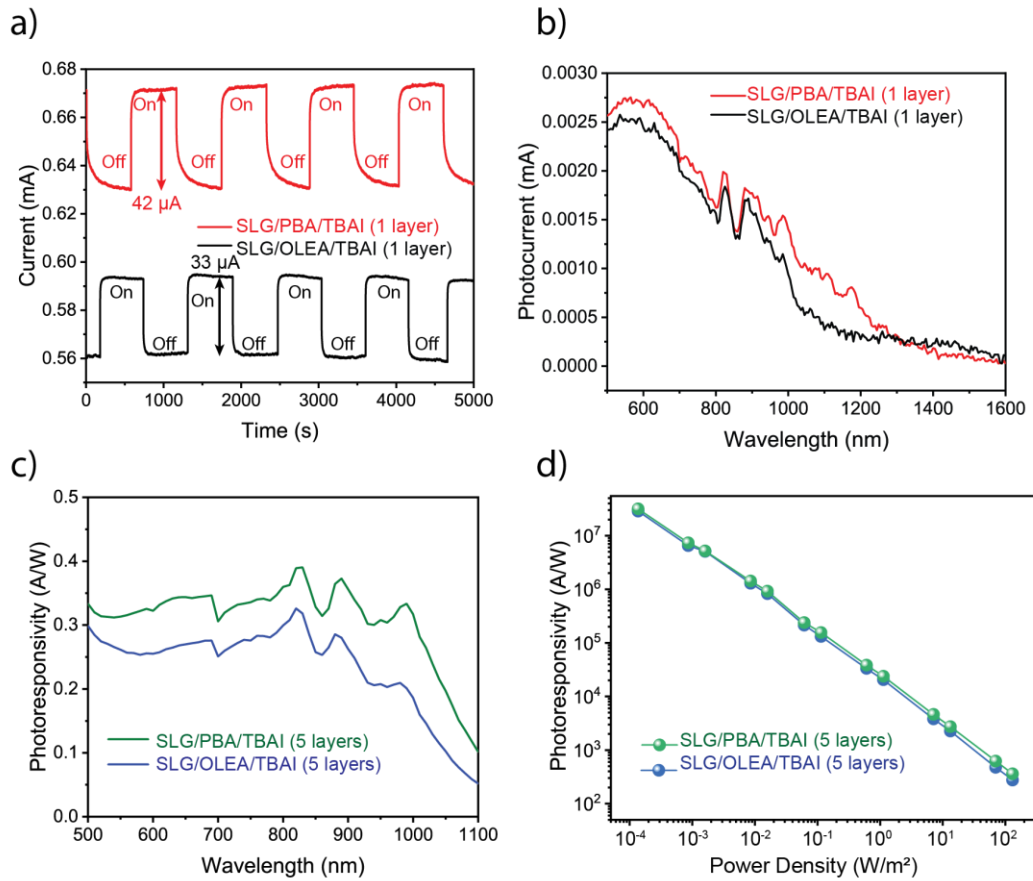 a)
0.68
0.66
0.64
0.62
0.60
0.58
0.56
Current (mA)
On
On
On
On
Off
Off
Off
Off
42 µA
SLG/PBA/TBAI (1 layer)
SLG/OLEA/TBAI (1 layer)
33 µA
On
On
On
On
Off
Off
Off
Off
0
1000
2000
3000
4000
5000
Time (s)
b)
0.0030
0.0025
0.0020
0.0015
0.0010
0.0005
0.0000
Photocurrent (mA)
SLG/PBA/TBAI (1 layer)
SLG/OLEA/TBAI (1 layer)
600
800
1000
1200
1400
1600
Wavelength (nm)
c)
0.5
0.4
0.3
0.2
0.1
0.0
Photoresponsivity (A/W)
SLG/PBA/TBAI (5 layers)
SLG/OLEA/TBAI (5 layers)
500
600
700
800
900
1000
1100
Wavelength (nm)
d)
10⁷
10⁶
10⁵
10⁴
10³
10²
Photoresponsivity (A/W)
SLG/PBA/TBAI (5 layers)
SLG/OLEA/TBAI (5 layers)
10⁻⁴
10⁻³
10⁻²
10⁻¹
10⁰
10¹
10²
Power Density (W/m²)